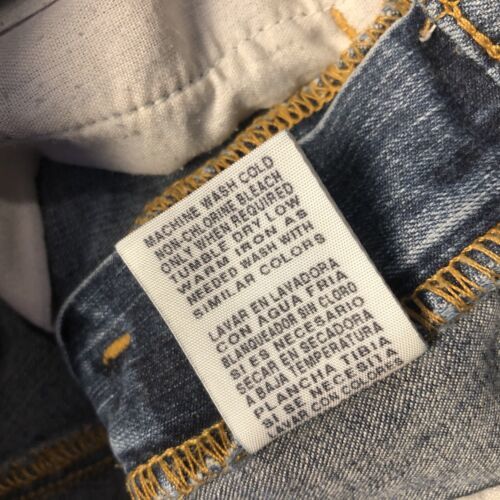 MACHINE WASH COLD
NON-CHLORINE BLEACH
ONLY WHEN REQUIRED
TUMBLE DRY LOW
WARM IRON AS
NEEDED WASH WITH
SIMILAR COLORS
LAVAR EN LAVADORA
CON AGUA FRIA
BLANQUEADOR SIN CLORO
SI ES NECESARIO
SECAR EN SECADORA
A BAJA TEMPERATURA
PLANCHA TIBIA
SI SE NECESITA
LAVAR CON COLORES